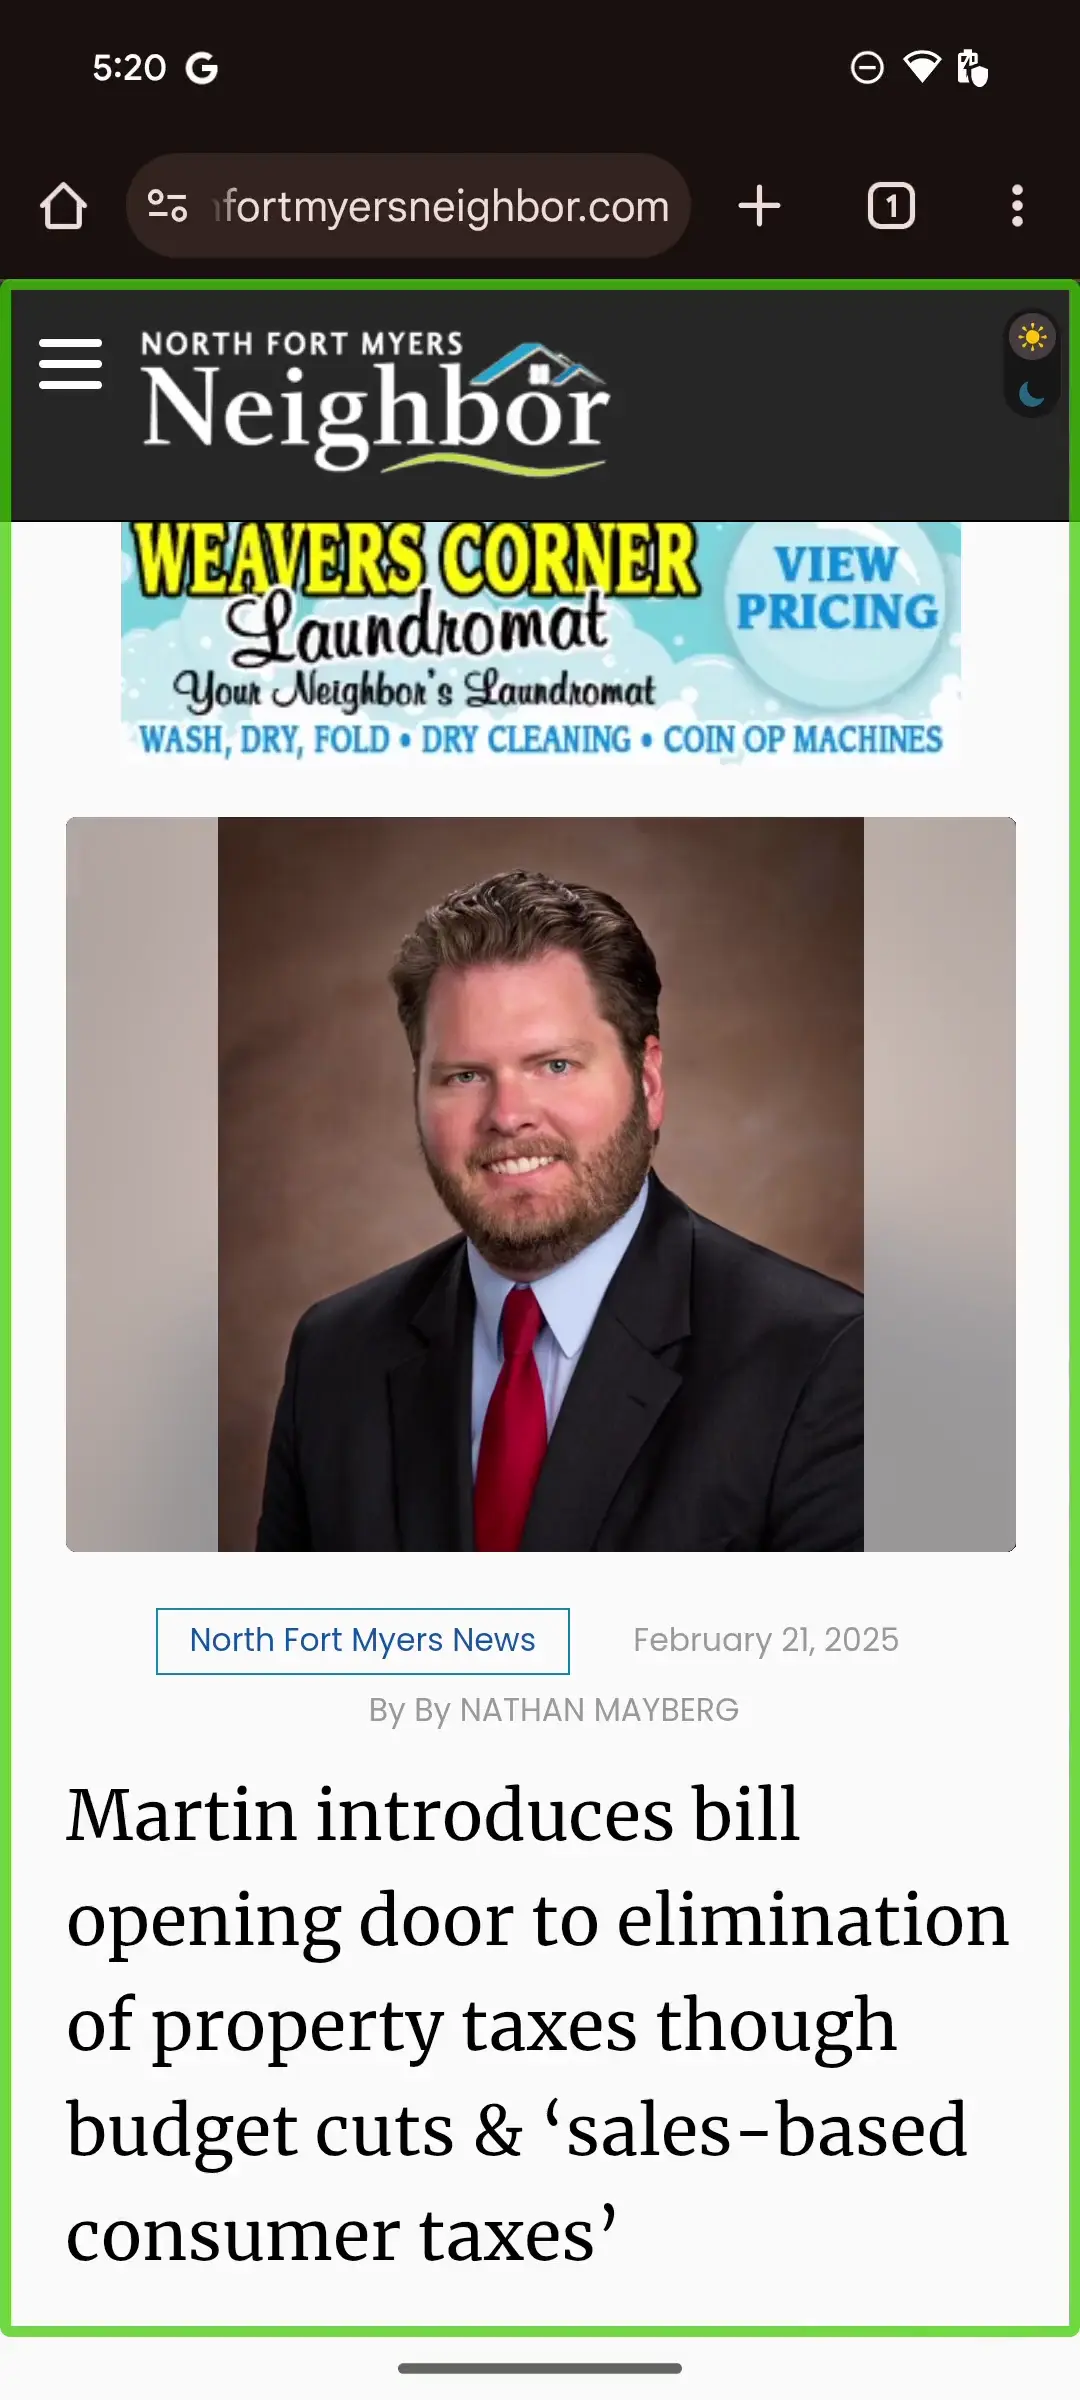 5:20
fortmyersneighbor.com
1
NORTH FORT MYERS
Neighbor
WEAVERS CORNER
Laundromat
Your Neighbor's Laundromat
VIEW
PRICING
WASH, DRY, FOLD • DRY CLEANING • COIN OP MACHINES
North Fort Myers News
February 21, 2025
By By NATHAN MAYBERG
Martin introduces bill
opening door to elimination
of property taxes though
budget cuts & ‘sales-based
consumer taxes’